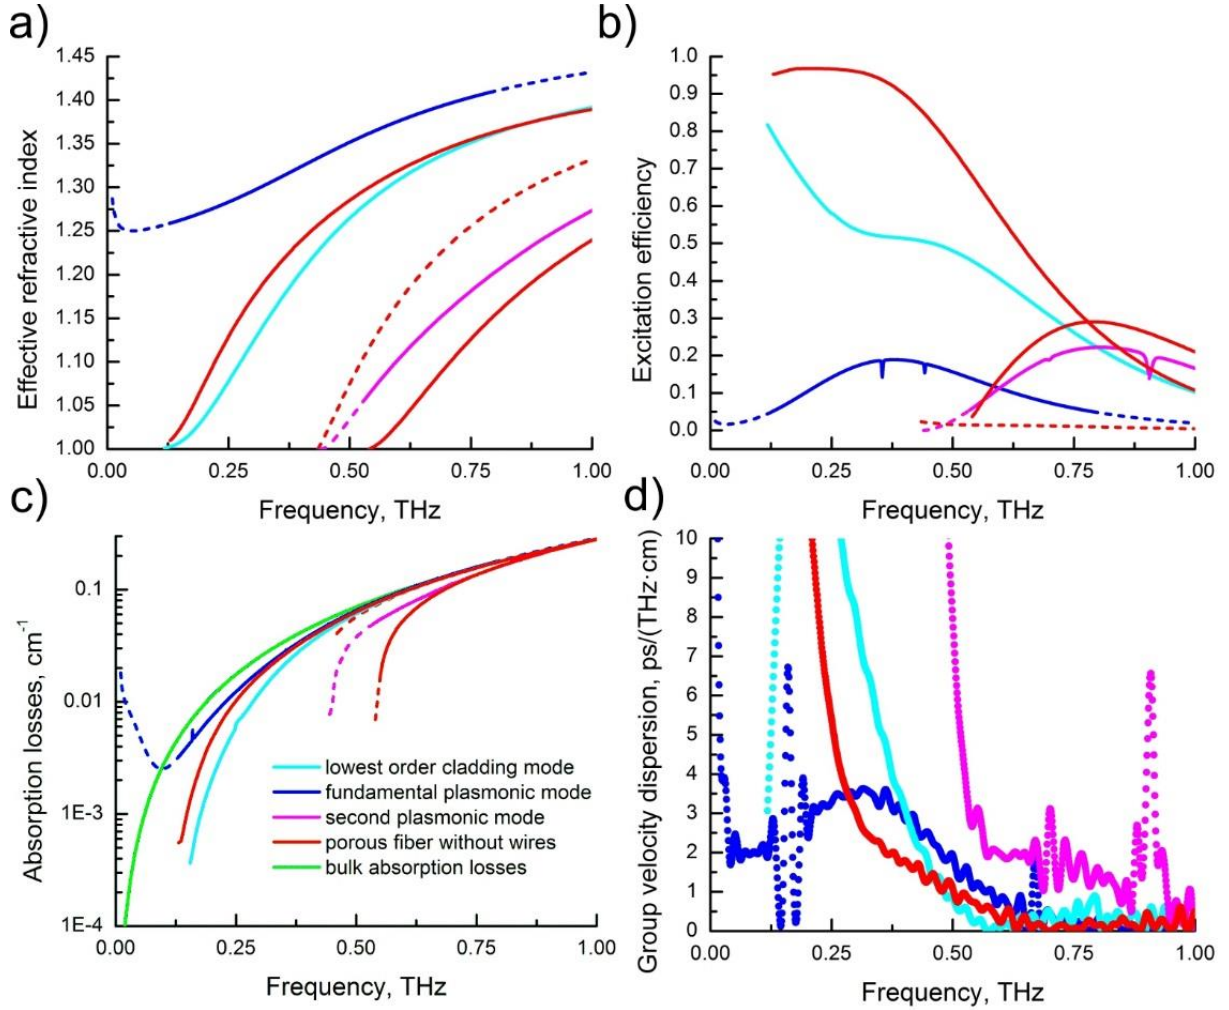 a)
1.45
1.40
1.35
1.30
1.25
1.20
1.15
1.10
1.05
1.00
Effective refractive index
0.00 0.25 0.50 0.75 1.00
Frequency, THz
b)
1.0
0.9
0.8
0.7
0.6
0.5
0.4
0.3
0.2
0.1
0.0
Excitation efficiency
0.00 0.25 0.50 0.75 1.00
Frequency, THz
c)
0.1
0.01
1E-3
1E-4
Absorption losses, cm⁻¹
lowest order cladding mode
fundamental plasmonic mode
second plasmonic mode
porous fiber without wires
bulk absorption losses
0.00 0.25 0.50 0.75 1.00
Frequency, THz
d)
10
9
8
7
6
5
4
3
2
1
0
Group velocity dispersion, ps/(THz·cm)
0.00 0.25 0.50 0.75 1.00
Frequency, THz